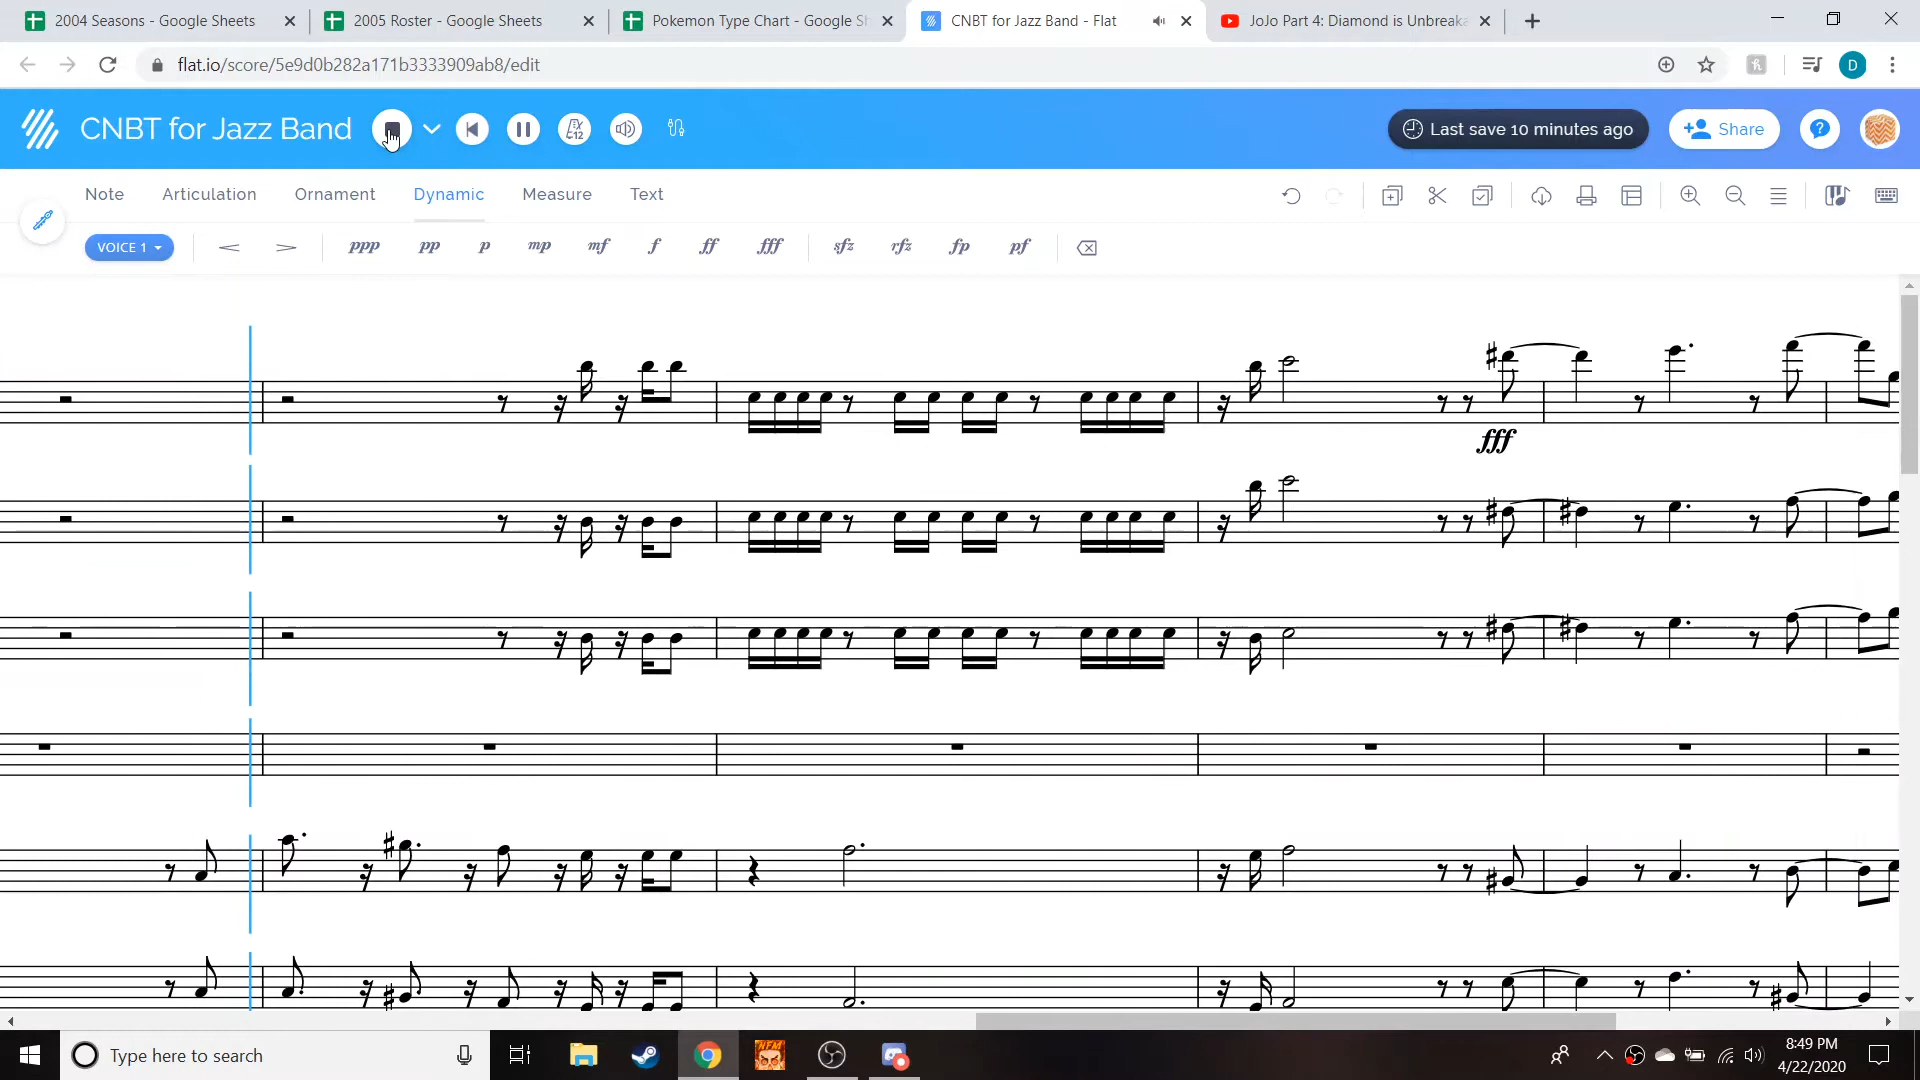 2004 Seasons - Google Sheets
2005 Roster - Google Sheets
Pokemon Type Chart - Google Sh
CNBT for Jazz Band - Flat
JoJo Part 4: Diamond is Unbreaka
flat.io/score/5e9d0b282a171b3333909ab8/edit
D
CNBT for Jazz Band
Last save 10 minutes ago
Share
?
Note
Articulation
Ornament
Dynamic
Measure
Text
VOICE 1
ppp
pp
p
mp
mf
f
ff
fff
sfz
rfz
fp
pf
fff
Type here to search
NFM
8:49 PM
4/22/2020